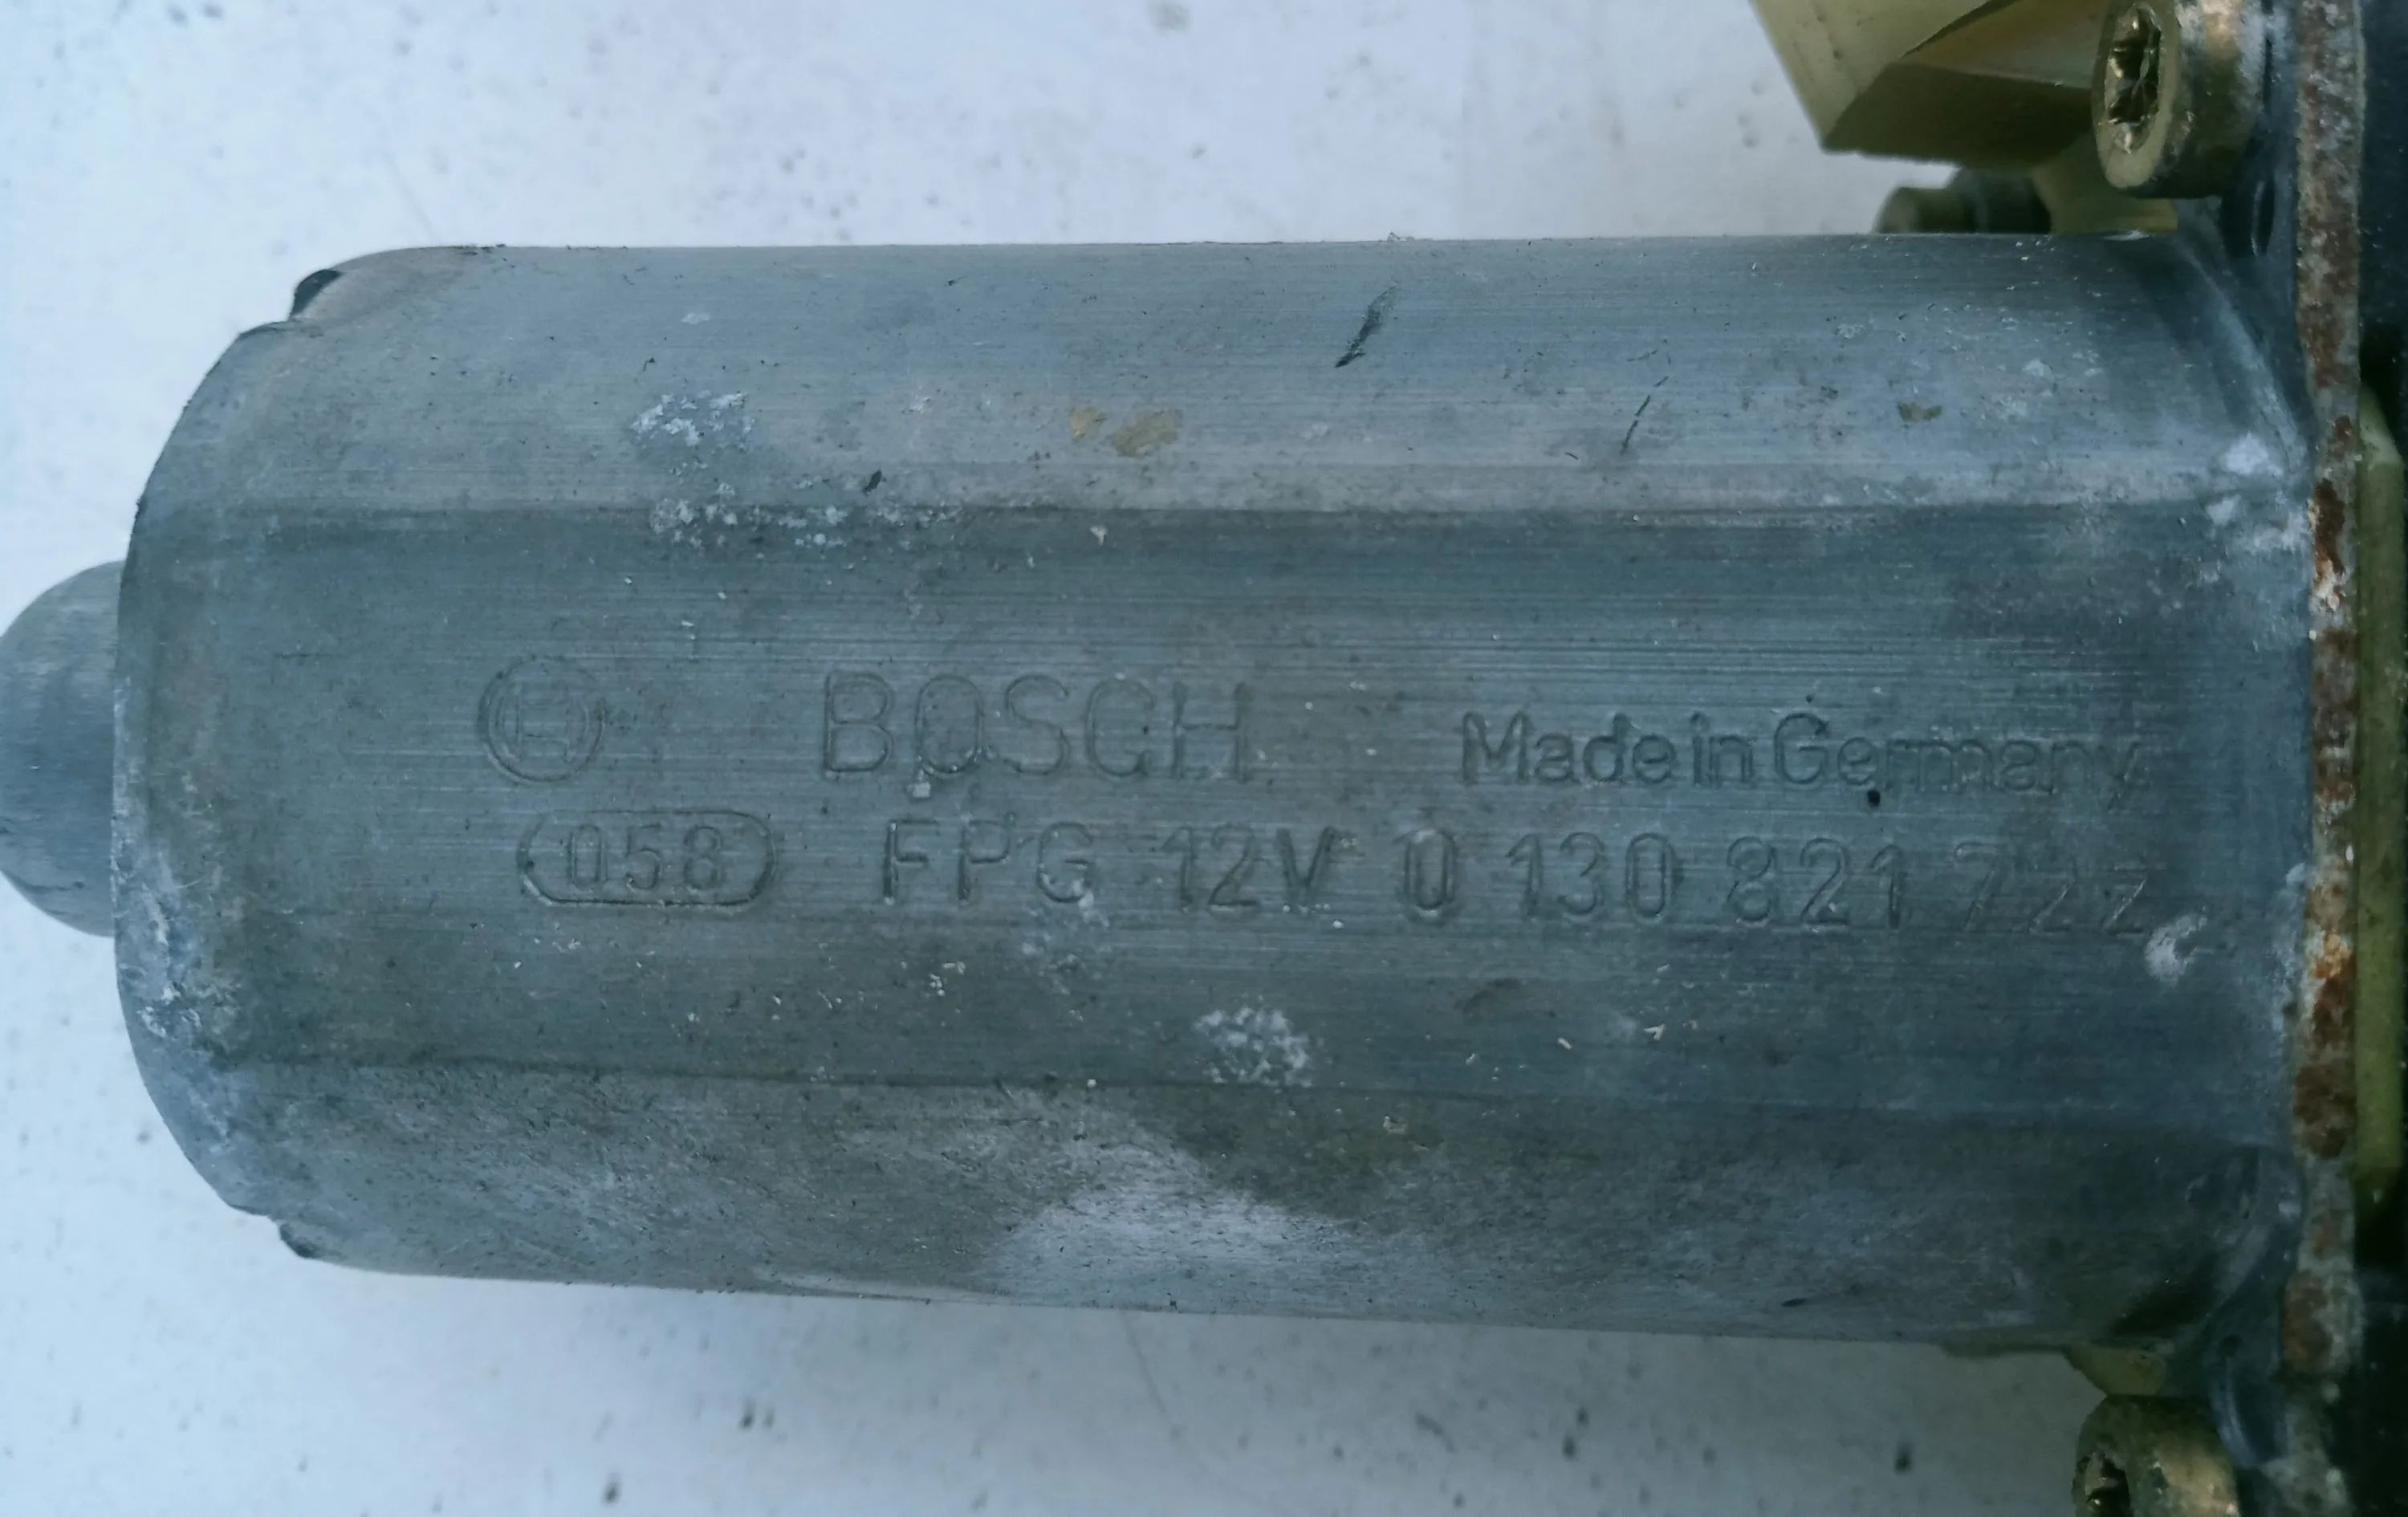 BOSCH Made in Germany
058 FPG 12V 0 130 821 722